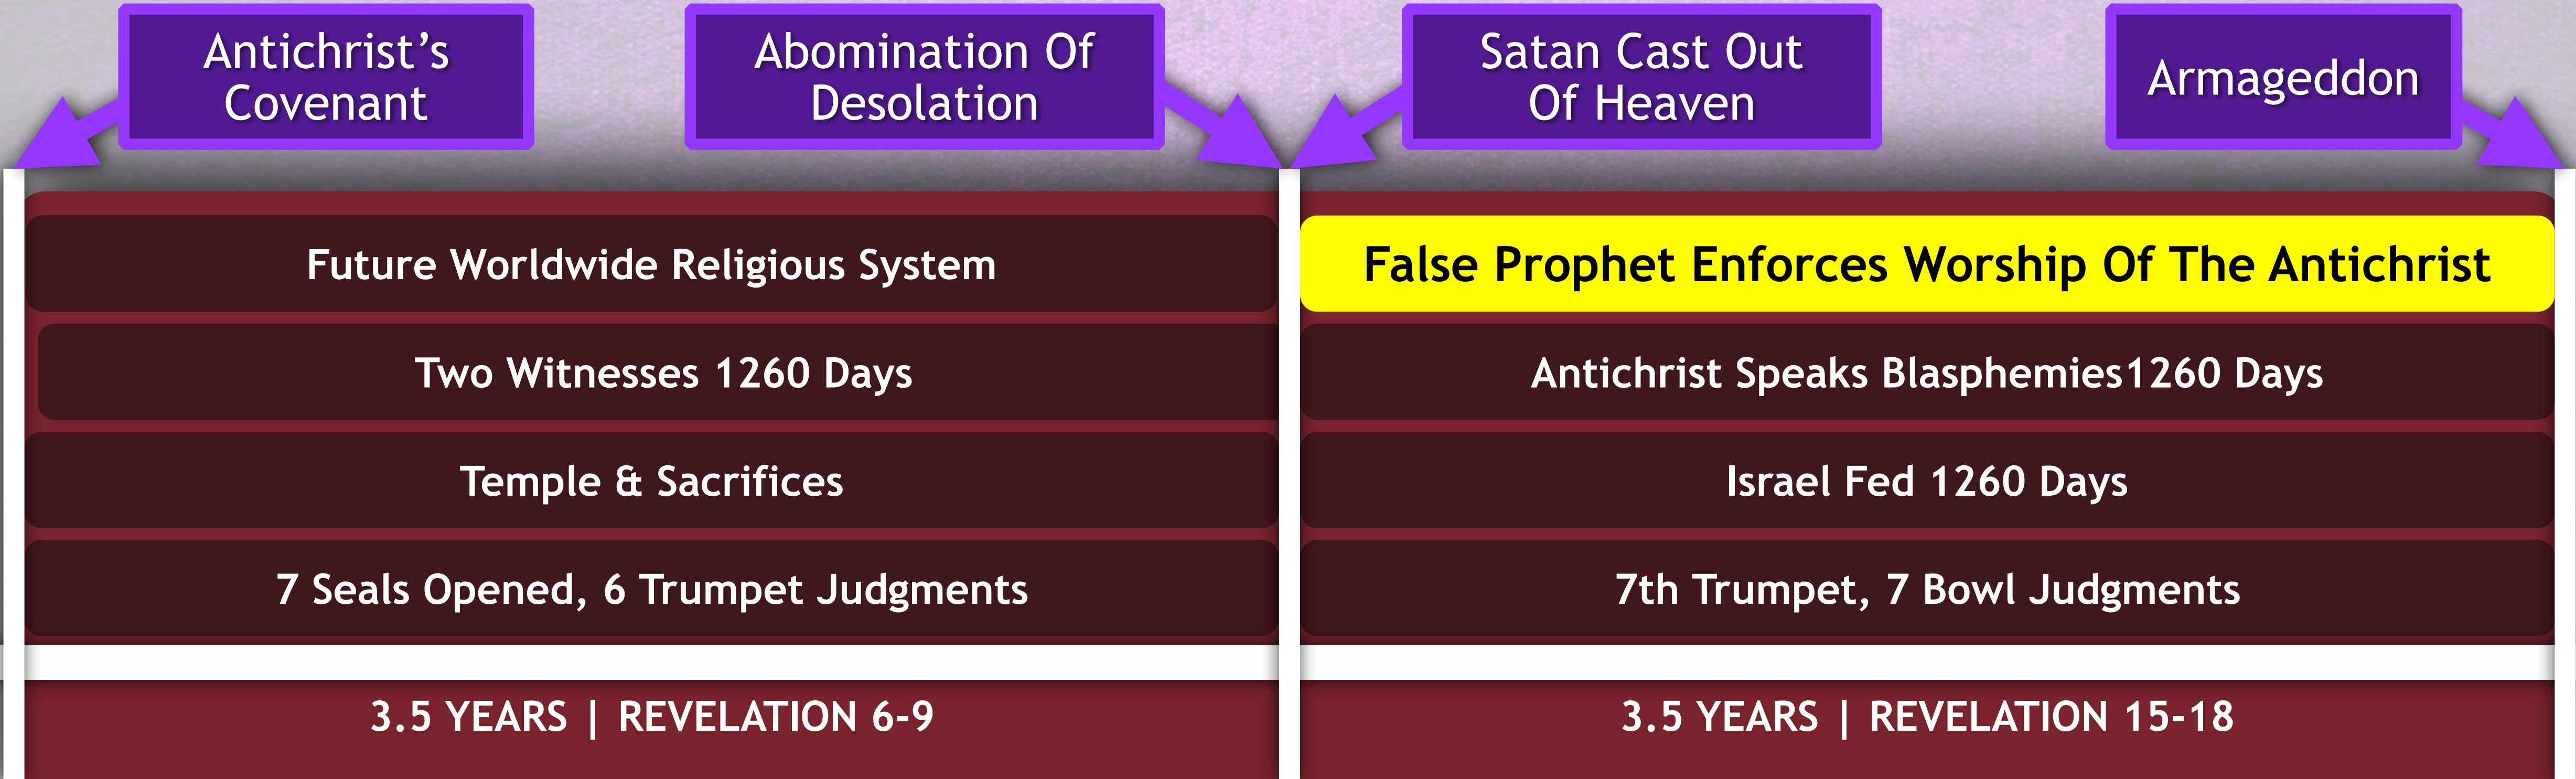 Antichrist’s
Covenant
Abomination Of
Desolation
Satan Cast Out
Of Heaven
Armageddon
Future Worldwide Religious System
False Prophet Enforces Worship Of The Antichrist
Two Witnesses 1260 Days
Antichrist Speaks Blasphemies1260 Days
Temple & Sacrifices
Israel Fed 1260 Days
7 Seals Opened, 6 Trumpet Judgments
7th Trumpet, 7 Bowl Judgments
3.5 YEARS | REVELATION 6-9
3.5 YEARS | REVELATION 15-18